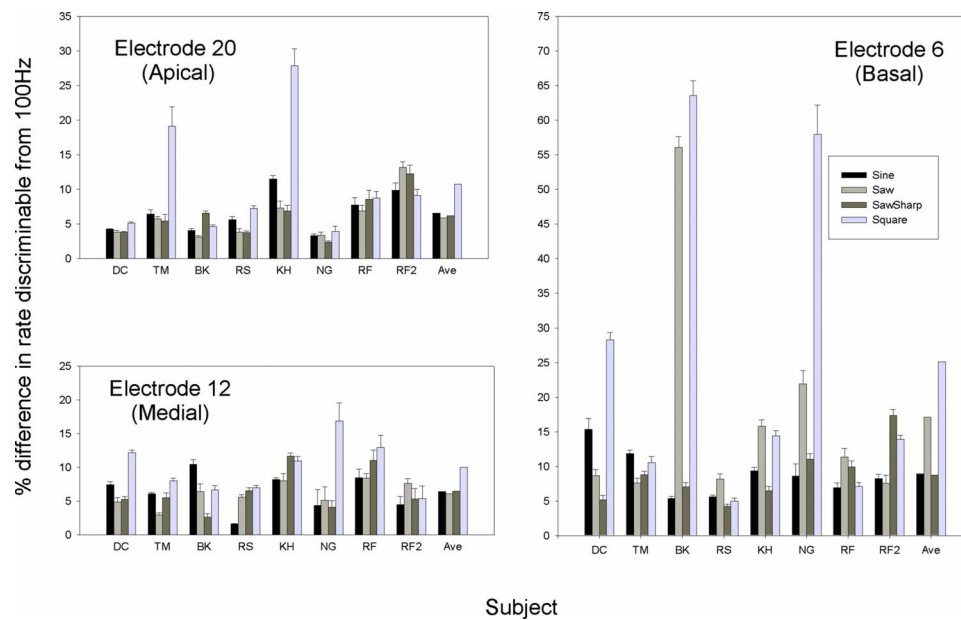 % difference in rate discriminable from 100Hz
35
30
25
20
15
10
5
0
Electrode 20
(Apical)
DC TM BK RS KH NG RF RF2 Ave
25
20
15
10
5
0
Electrode 12
(Medial)
DC TM BK RS KH NG RF RF2 Ave
75
70
65
60
55
50
45
40
35
30
25
20
15
10
5
0
Electrode 6
(Basal)
Sine
Saw
SawSharp
Square
DC TM BK RS KH NG RF RF2 Ave
Subject